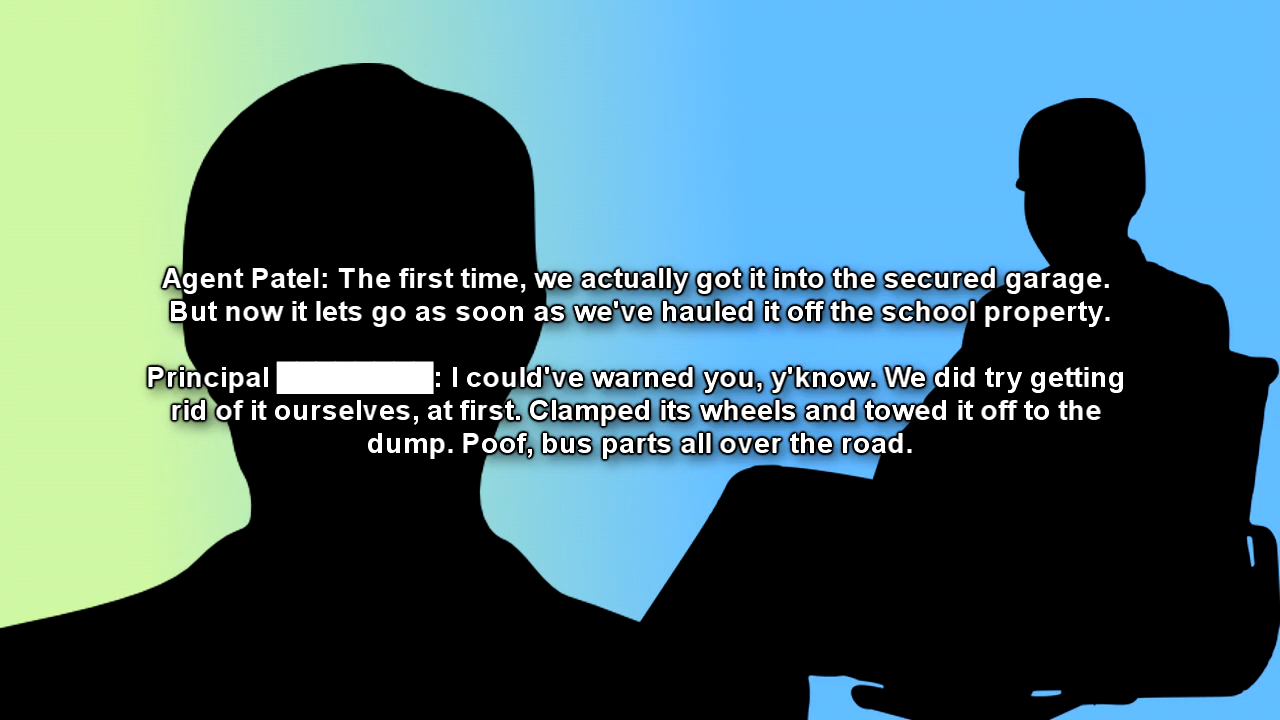 Agent Patel: The first time, we actually got it into the secured garage.
But now it lets go as soon as we've hauled it off the school property.
Principal ████████: I could've warned you, y'know. We did try getting
rid of it ourselves, at first. Clamped its wheels and towed it off to the
dump. Poof, bus parts all over the road.